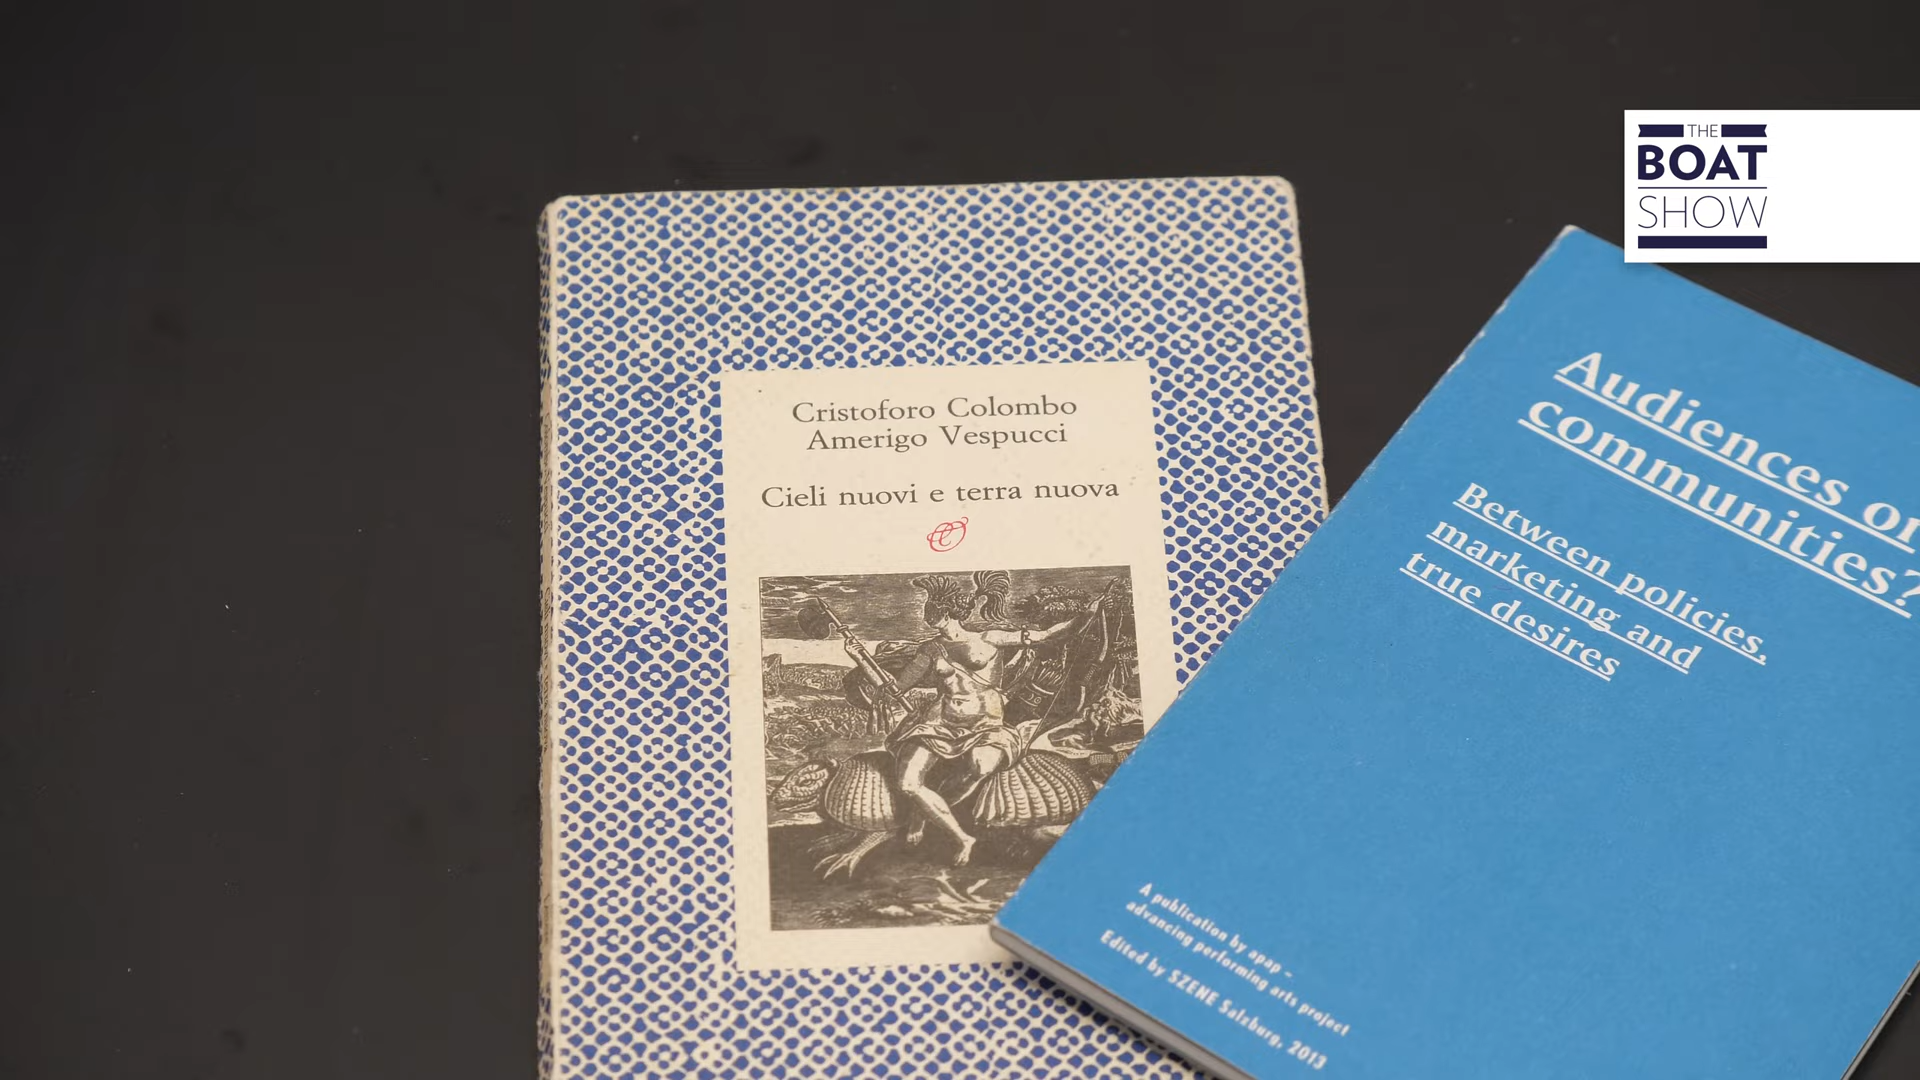 THE
BOAT
SHOW
Cristoforo Colombo
Amerigo Vespucci
Cieli nuovi e terra nuova
Audiences or
communities?
Between policies,
marketing and
true desires
A publication by apap –
advancing performing arts project
Edited by SZENE Salzburg, 2013